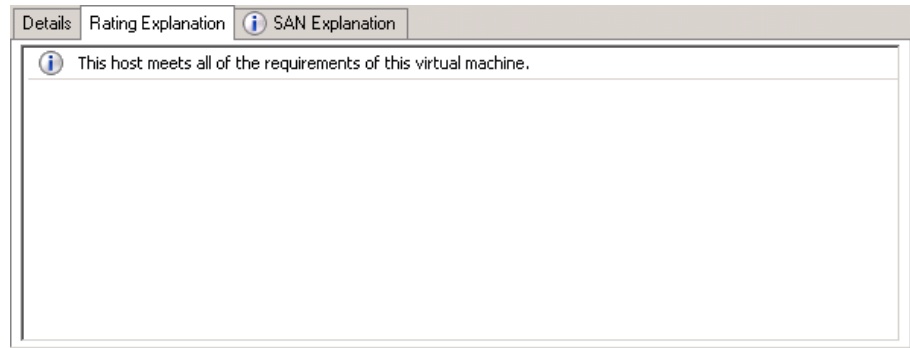 Details Rating Explanation SAN Explanation
This host meets all of the requirements of this virtual machine.